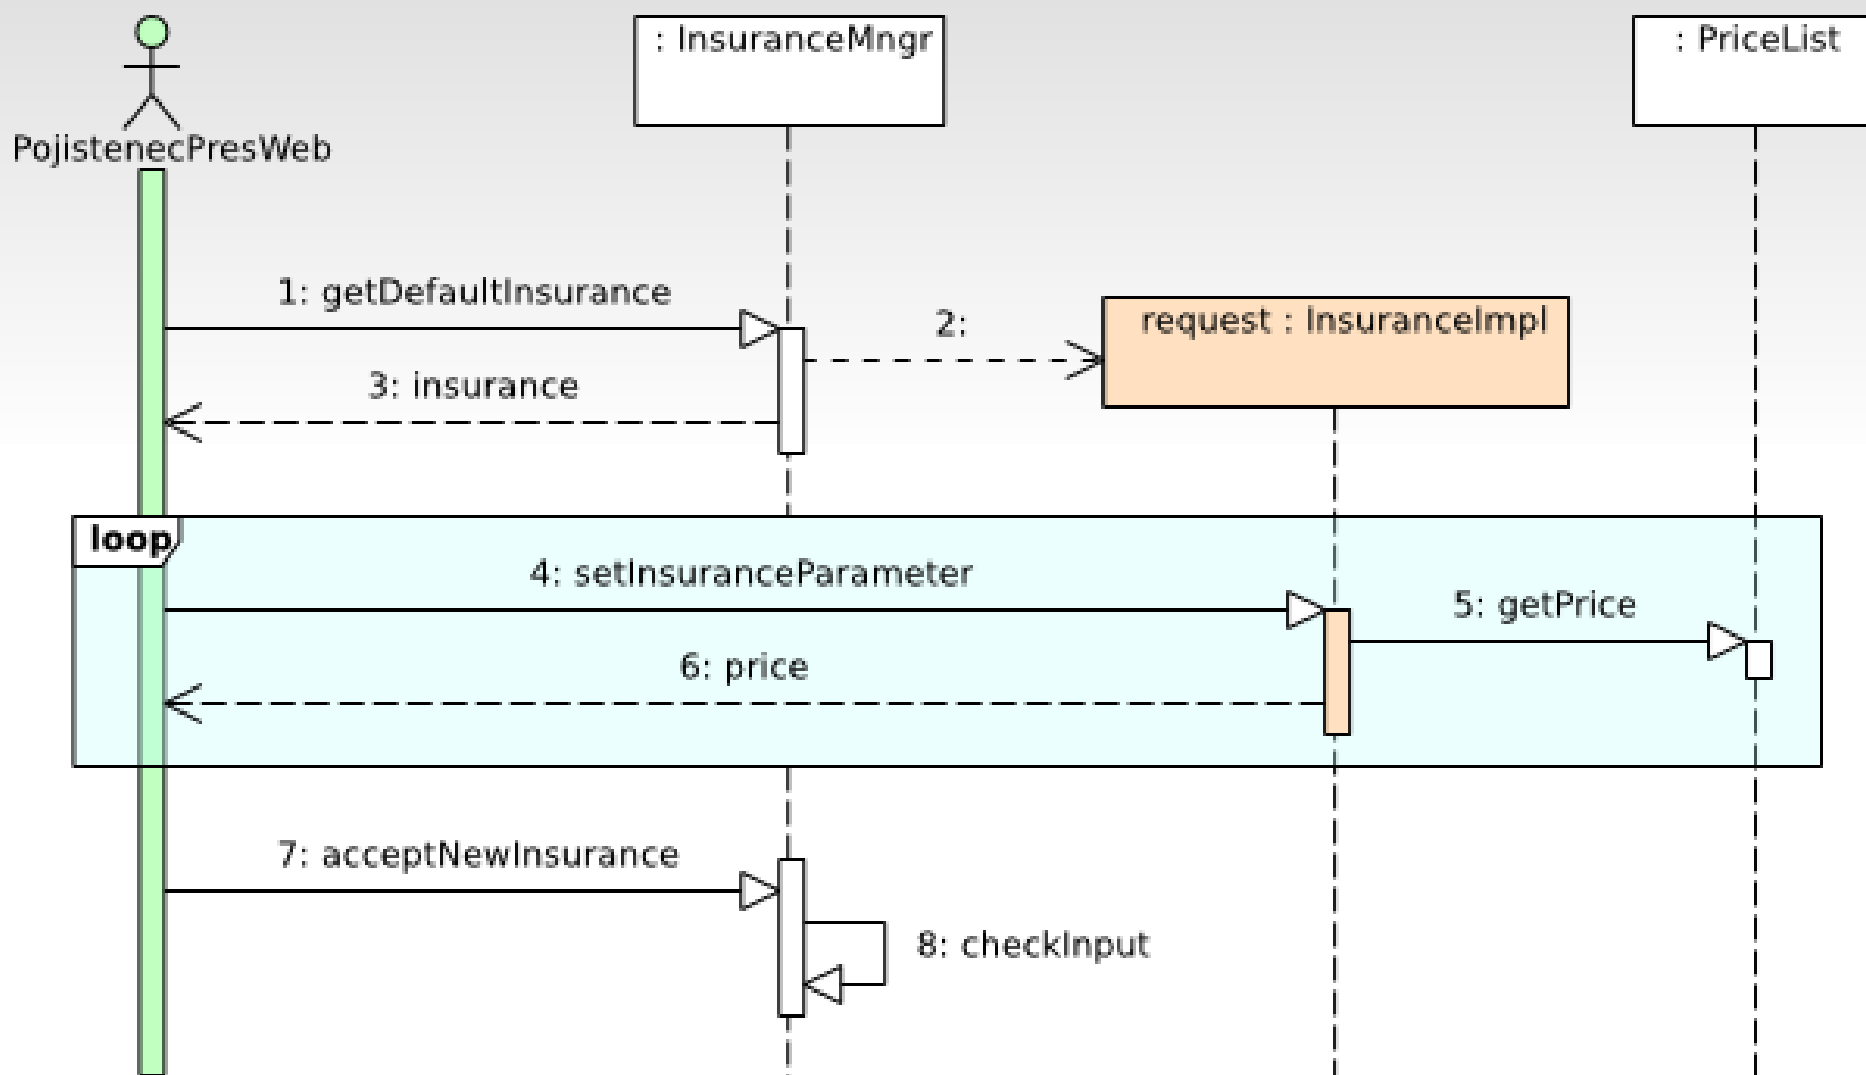 : InsuranceMngr
: PriceList
PojistenecPresWeb
1: getDefaultInsurance
2:
request : InsuranceImpl
3: insurance
loop
4: setInsuranceParameter
5: getPrice
6: price
7: acceptNewInsurance
8: checkInput